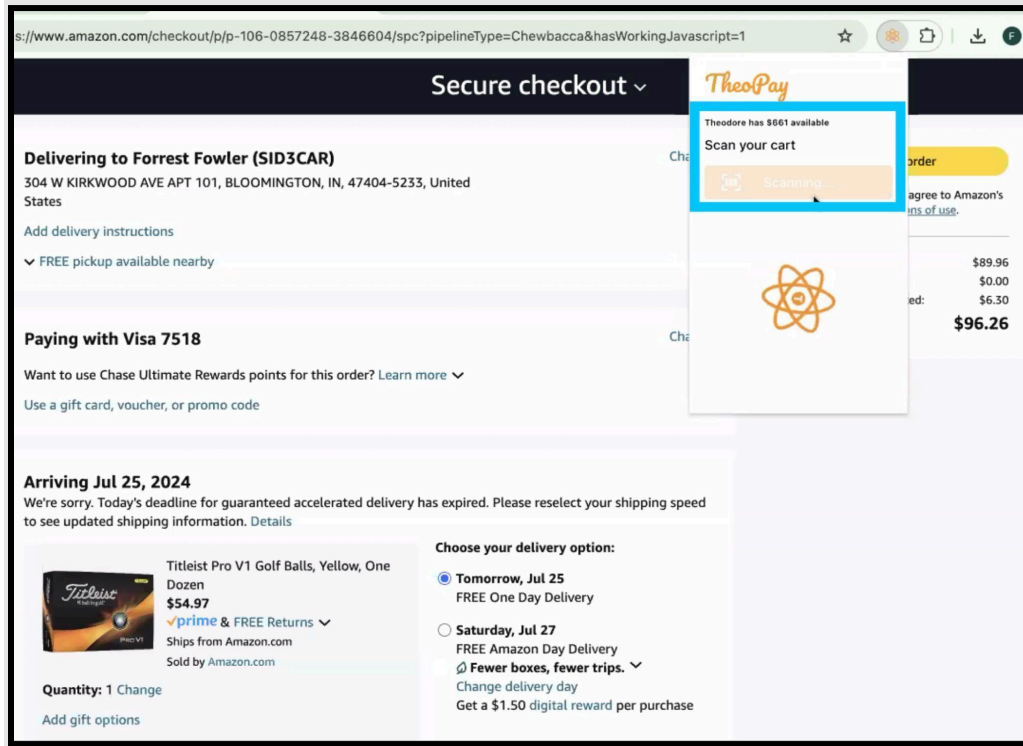 s://www.amazon.com/checkout/p/p-106-0857248-3846604/spc?pipelineType=Chewbacca&hasWorkingJavascript=1
F
Secure checkout
TheoPay
Theodore has $661 available
Scan your cart
Scanning...
Delivering to Forrest Fowler (SID3CAR)
Cha
304 W KIRKWOOD AVE APT 101, BLOOMINGTON, IN, 47404-5233, United
States
Add delivery instructions
FREE pickup available nearby
order
agree to Amazon's
ons of use.
$89.96
$0.00
ed: $6.30
$96.26
Paying with Visa 7518
Cha
Want to use Chase Ultimate Rewards points for this order? Learn more
Use a gift card, voucher, or promo code
Arriving Jul 25, 2024
We're sorry. Today's deadline for guaranteed accelerated delivery has expired. Please reselect your shipping speed
to see updated shipping information. Details
Titleist
PRO V1
Titleist Pro V1 Golf Balls, Yellow, One
Dozen
$54.97
prime & FREE Returns
Ships from Amazon.com
Sold by Amazon.com
Quantity: 1 Change
Add gift options
Choose your delivery option:
Tomorrow, Jul 25
FREE One Day Delivery
Saturday, Jul 27
FREE Amazon Day Delivery
Fewer boxes, fewer trips.
Change delivery day
Get a $1.50 digital reward per purchase